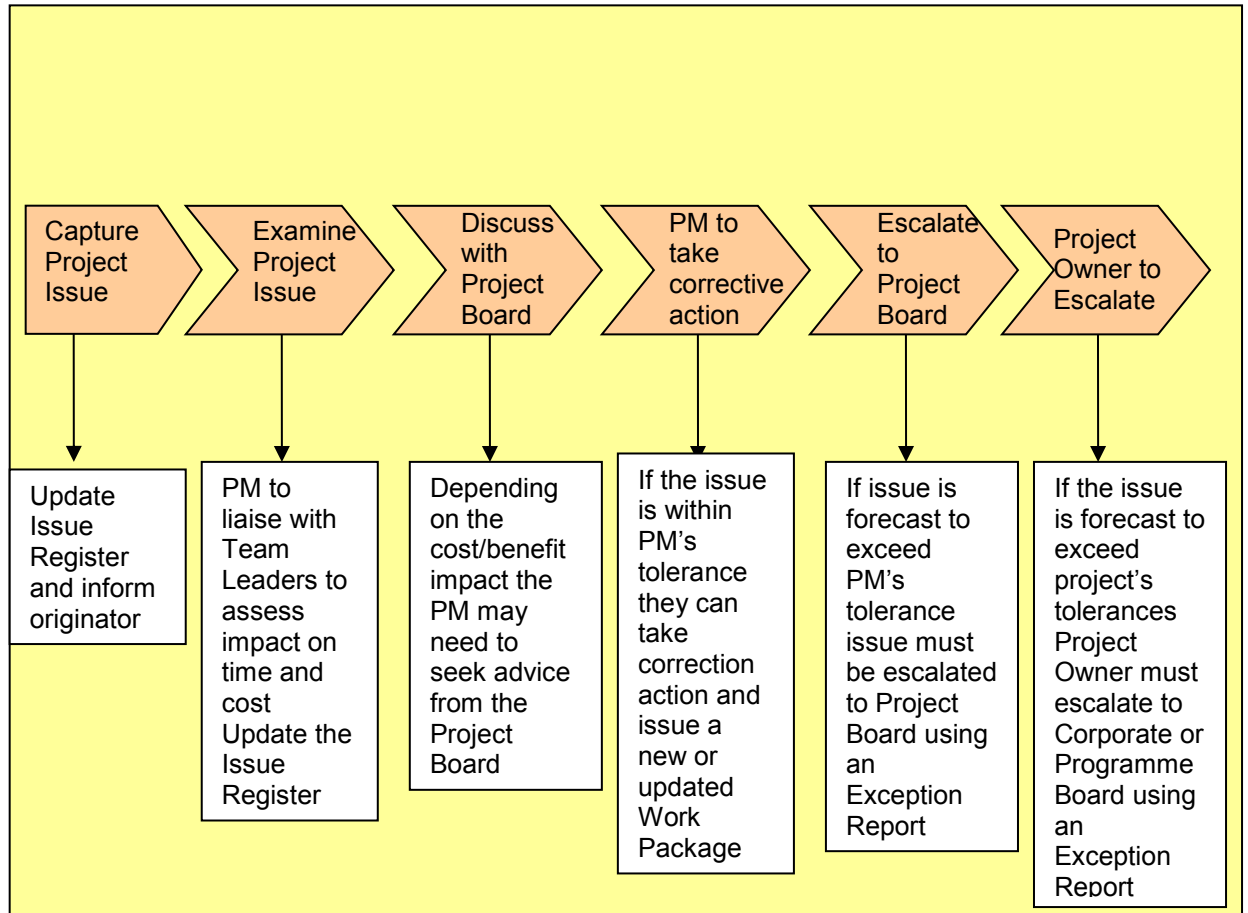 Capture
Project
Issue
Examine
Project
Issue
Discuss
with
Project
Board
PM to
take
corrective
action
Escalate
to
Project
Board
Project
Owner to
Escalate
Update
Issue
Register
and inform
originator
PM to
liaise with
Team
Leaders to
assess
impact on
time and
cost
Update the
Issue
Register
Depending
on the
cost/benefit
impact the
PM may
need to
seek advice
from the
Project
Board
If the issue
is within
PM's
tolerance
they can
take
correction
action and
issue a
new or
updated
Work
Package
If issue is
forecast to
exceed
PM's
tolerance
issue must
be escalated
to Project
Board using
an
Exception
Report
If the issue
is forecast to
exceed
project's
tolerances
Project
Owner must
escalate to
Corporate or
Programme
Board using
an
Exception
Report